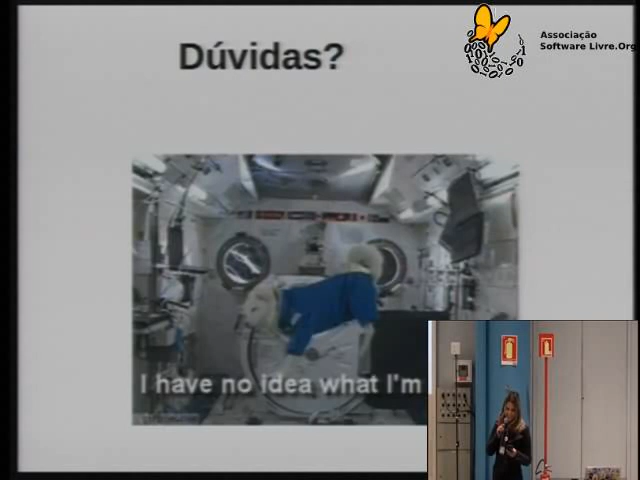 Dúvidas?
Associação
Software Livre.Org
I have no idea what I'm